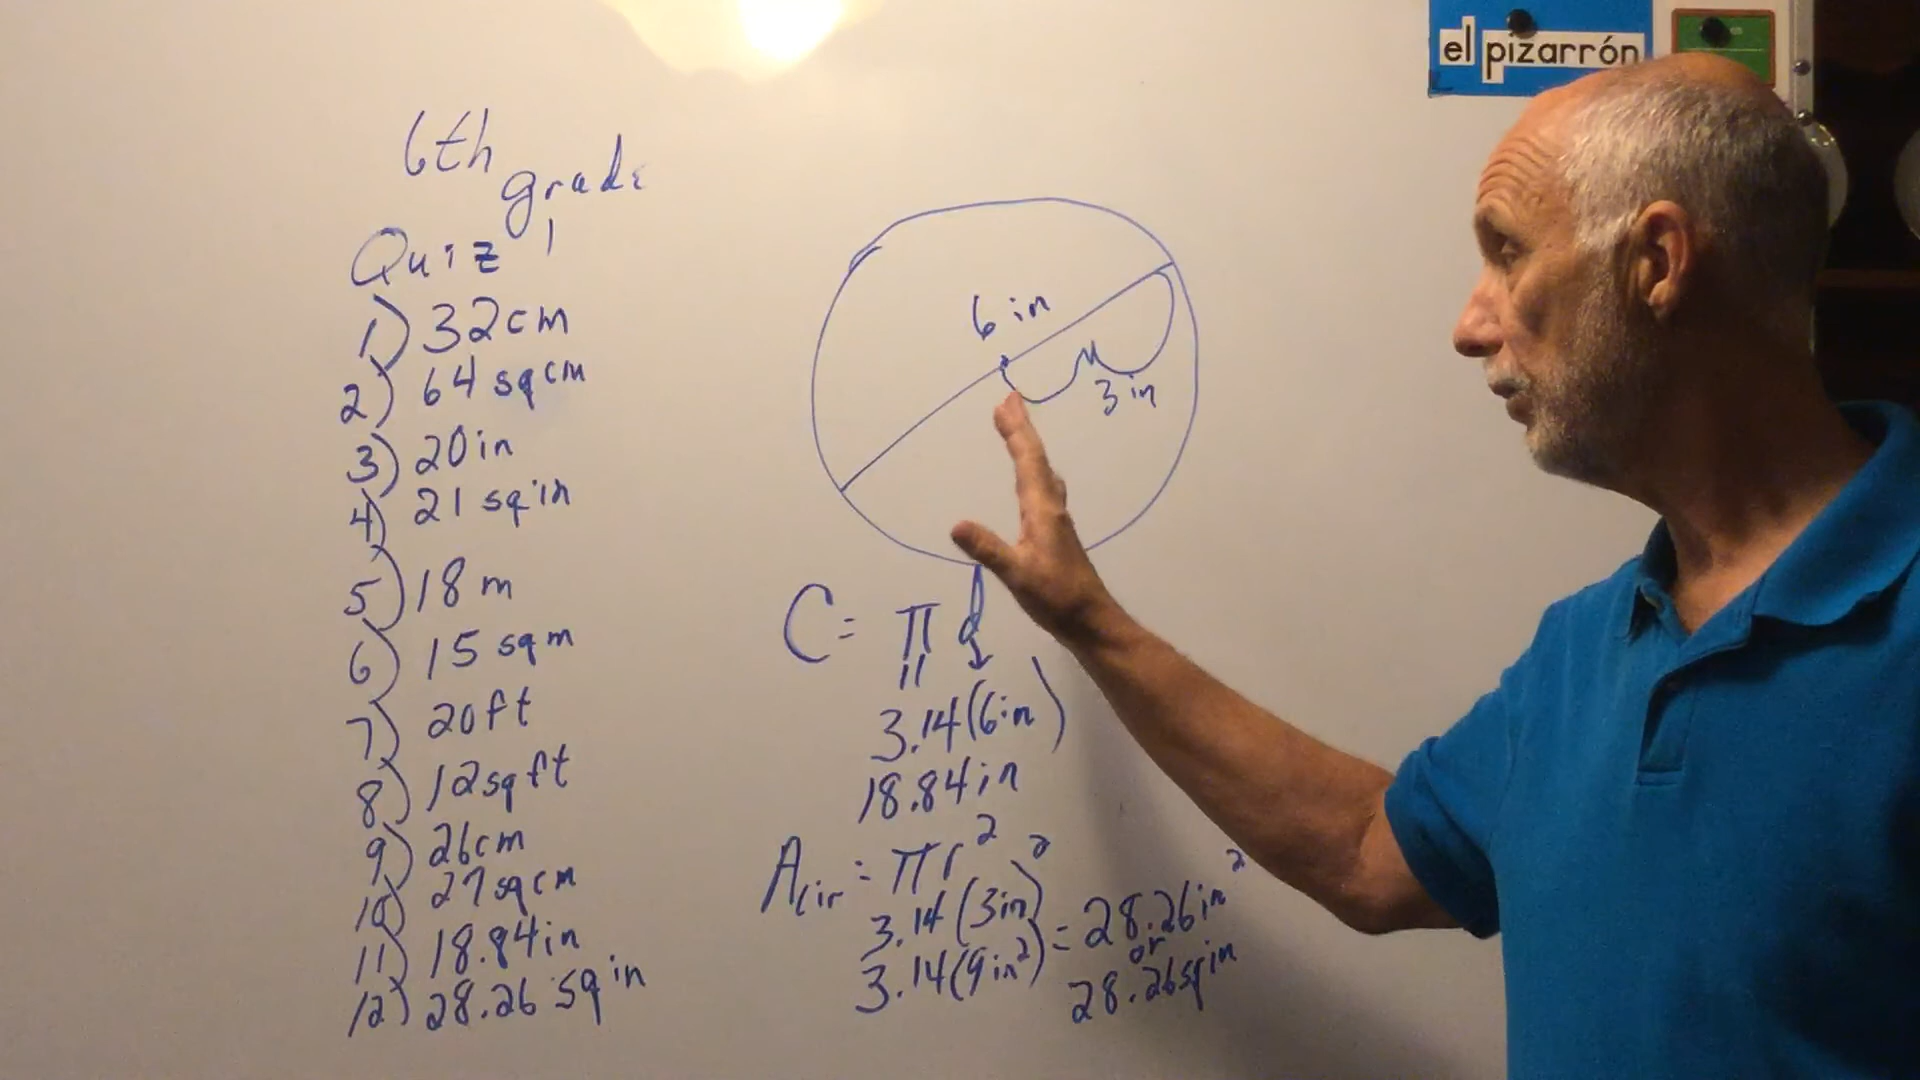 el pizarrón
6th
grade
Quiz 1
1) 32cm
2) 64 sq cm
3) 20in
4) 21 sq in
5) 18 m
6) 15 sq m
7) 20ft
8) 12sq ft
9) 26cm
10) 27sq cm
11) 18.84in
12) 28.26 sq in
6 in
3 in
C = π d
3.14(6in)
18.84in
Acir = πr²
3.14(3in)²
3.14(9in²) = 28.26in²
or
28.26sqin